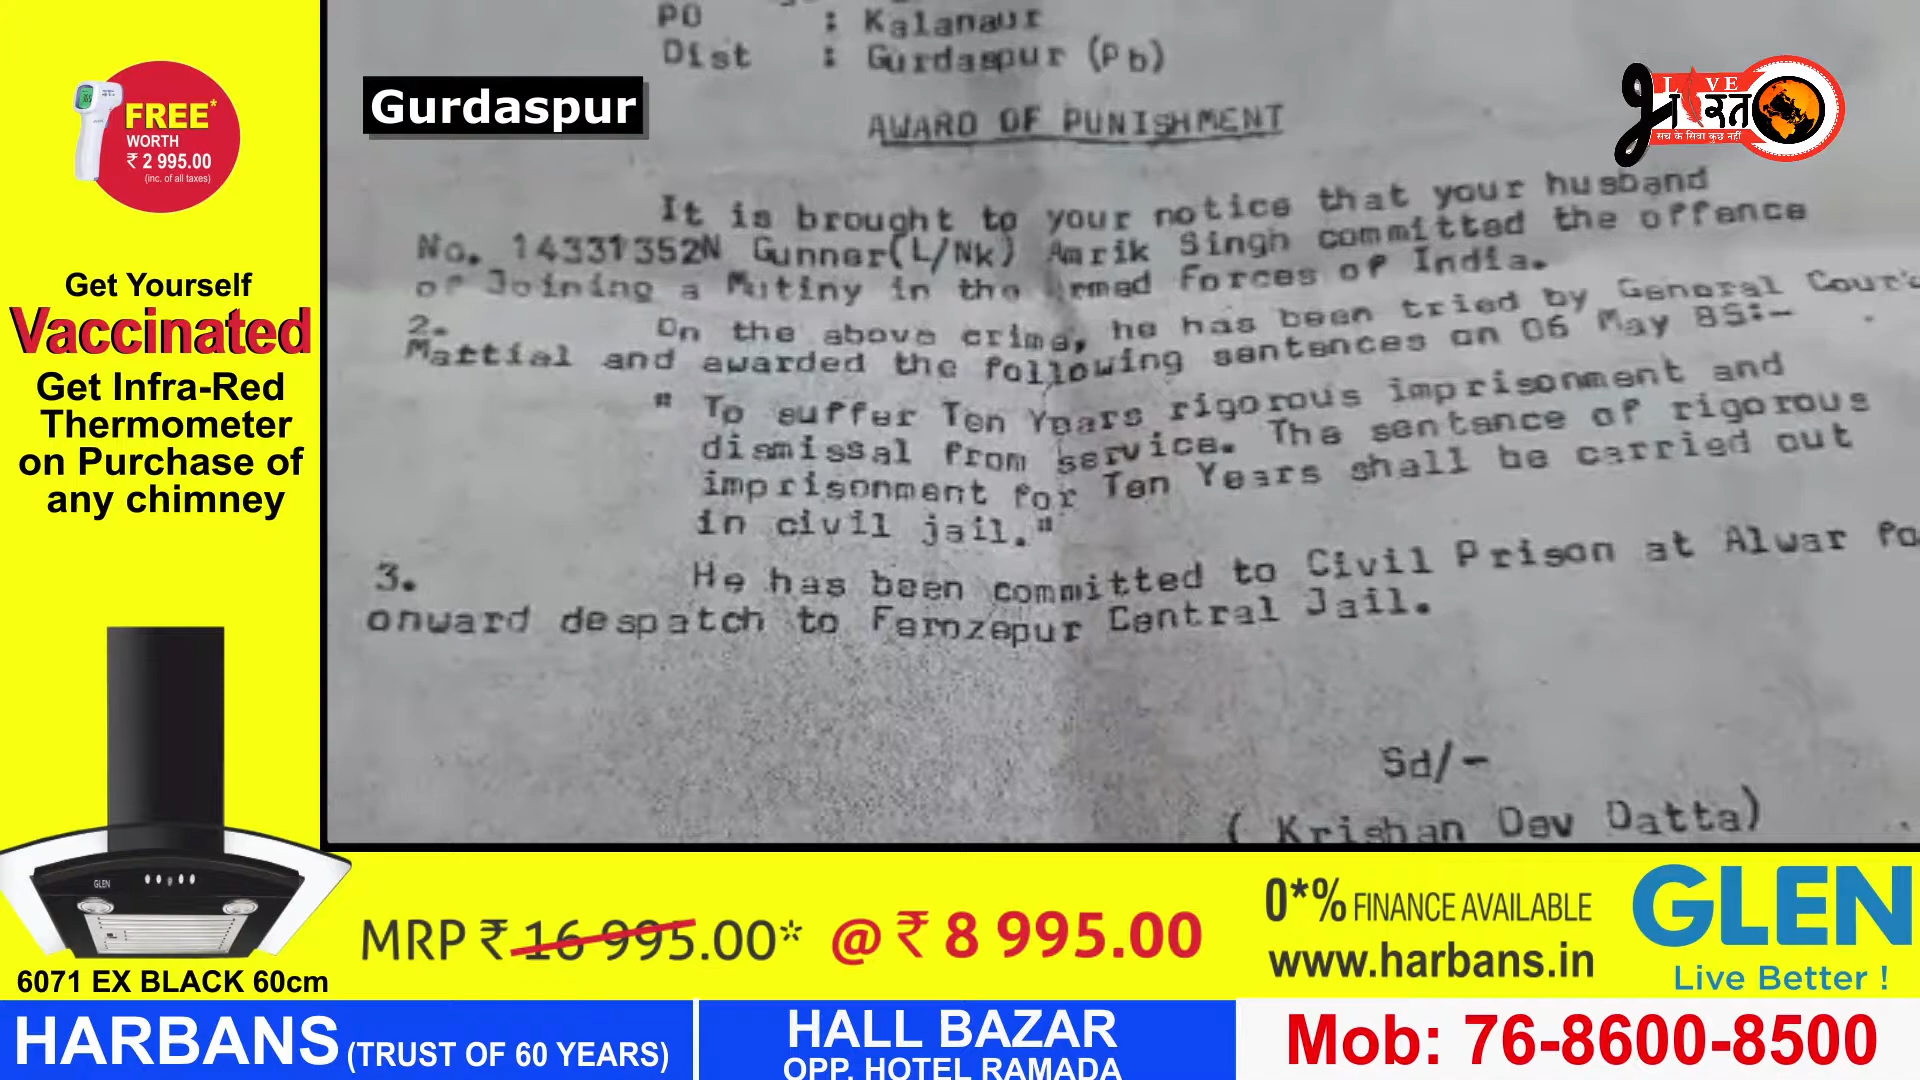 PO : Kalanaur
Dist : Gurdaspur (Pb)
Gurdaspur
AWARD OF PUNISHMENT
It is brought to your notice that your husband
No. 14331352N Gunner(L/Nk) Amrik Singh committed the offence
of Joining a Mutiny in the Armed Forces of India.
2. On the above crime, he has been tried by General Court
Martial and awarded the following sentences on 06 May 85:-
" To suffer Ten Years rigorous imprisonment and
dismissal from service. The sentence of rigorous
imprisonment for Ten Years shall be carried out
in civil jail."
3. He has been committed to Civil Prison at Alwar fo
onward despatch to Ferozepur Central Jail.
Sd/-
( Krishan Dev Datta)
LIVE
भारत
सच के सिवा कुछ नहीं
FREE*
WORTH
₹ 2 995.00
(inc. of all taxes)
Get Yourself
Vaccinated
Get Infra-Red
Thermometer
on Purchase of
any chimney
GLEN
6071 EX BLACK 60cm
MRP ₹ 16 995.00* @ ₹ 8 995.00
0*% FINANCE AVAILABLE
www.harbans.in
GLEN
Live Better !
HARBANS (TRUST OF 60 YEARS)
HALL BAZAR
OPP. HOTEL RAMADA
Mob: 76-8600-8500